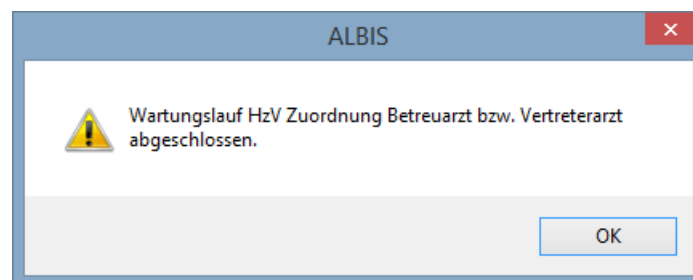 ALBIS
Wartungslauf HzV Zuordnung Betreuarzt bzw. Vertreterarzt
abgeschlossen.
OK